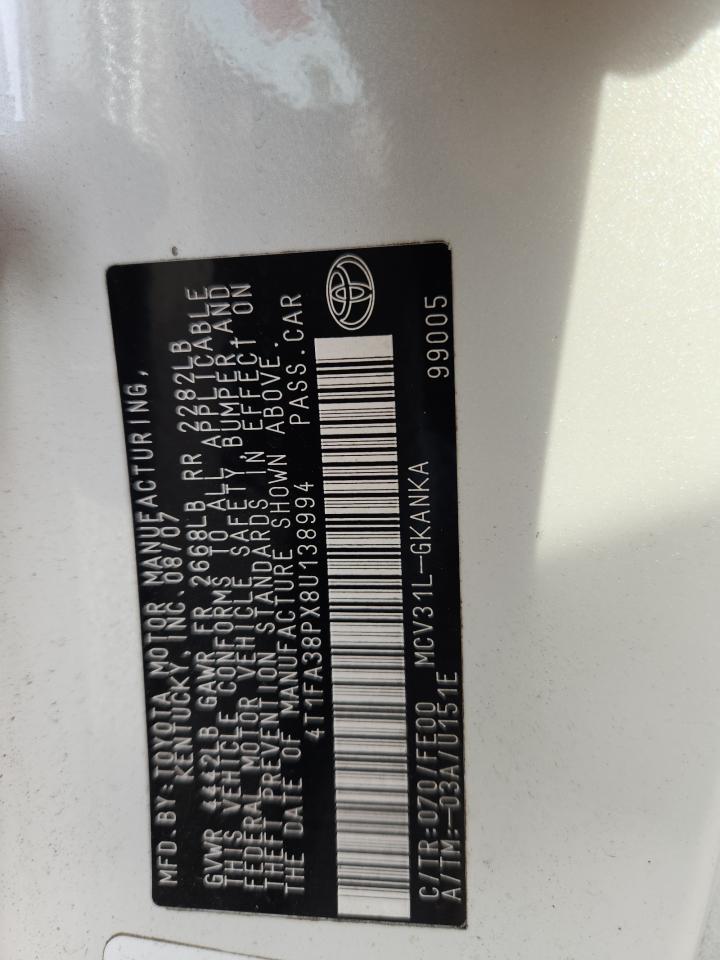 MFD.BY:TOYOTA MOTOR MANUFACTURING,
KENTUCKY, INC. 08/07
GVWR 4442LB GAWR FR 2668LB RR 2282LB
THIS VEHICLE CONFORMS TO ALL APPLICABLE
FEDERAL MOTOR VEHICLE SAFETY, BUMPER, AND
THEFT PREVENTION STANDARDS IN EFFECT ON
THE DATE OF MANUFACTURE SHOWN ABOVE.
4T1FA38PX8U138994 PASS.CAR
C/TR:070/FE00 MCV31L-GKANKA 99005
A/TM:-03A/U151E